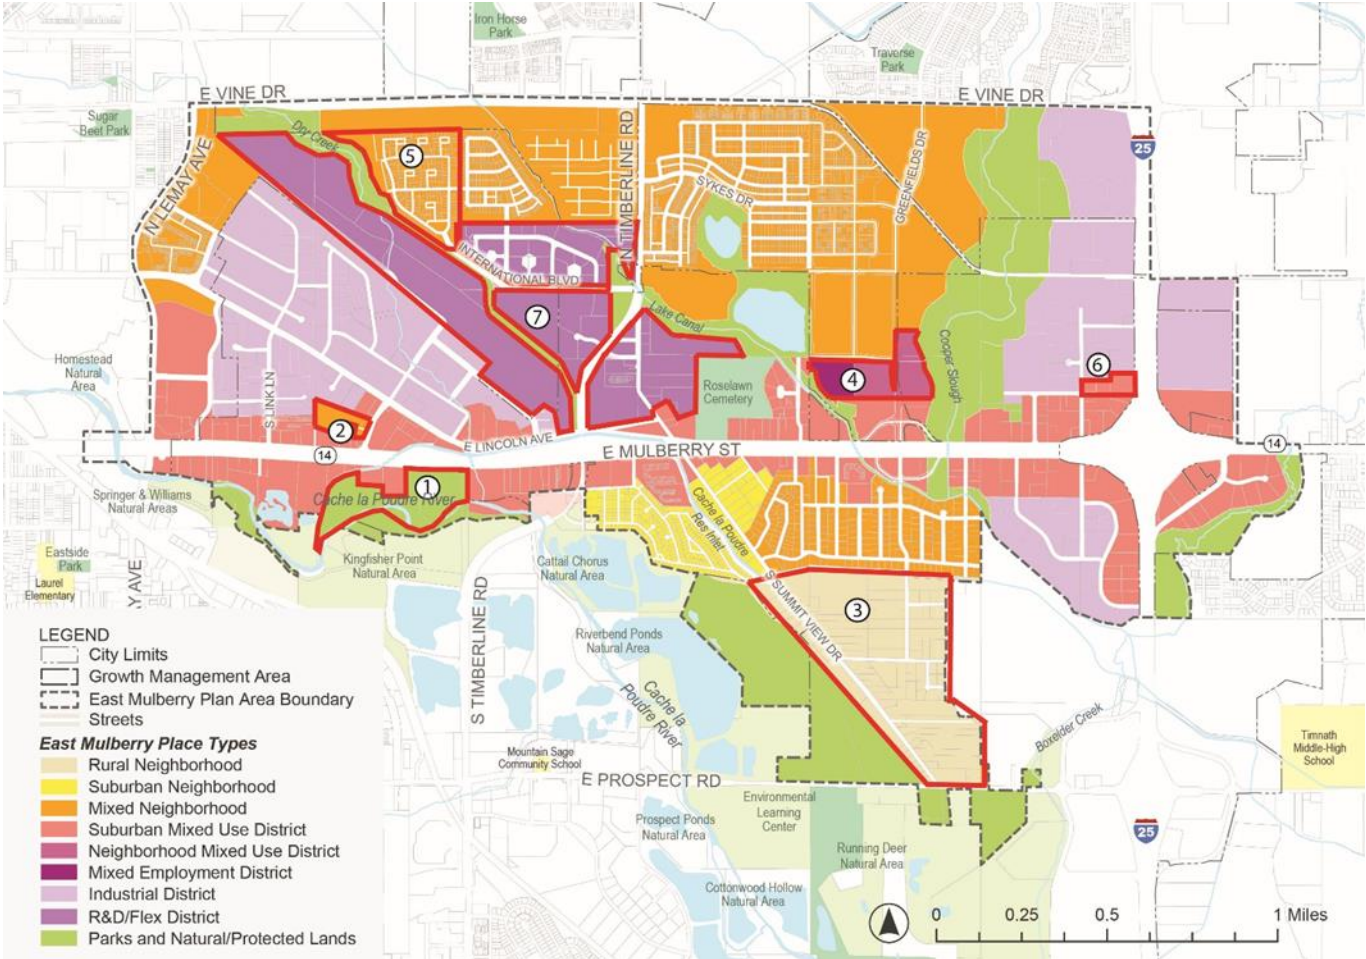 Iron Horse
Park
Traverse
Park
E VINE DR
E VINE DR
Sugar
Beet Park
Dry Creek
N LEMAY AVE
5
N TIMBERLINE RD
SYKES DR
GREENFIELDS DR
25
INTERNATIONAL BLVD
7
Lake Canal
Cooper Slough
Homestead
Natural
Area
S LINK LN
Roselawn
Cemetery
4
6
2
14
E LINCOLN AVE
E MULBERRY ST
14
1
Cache la Poudre River
Springer & Williams
Natural Areas
Cache la Poudre
Res Inlet
Eastside
Park
Laurel
Elementary
Kingfisher Point
Natural Area
Cattail Chorus
Natural Area
AY AVE
S TIMBERLINE RD
S SUMMIT VIEW DR
3
Riverbend Ponds
Natural Area
Cache la
Poudre River
Boxelder Creek
Timnath
Middle-High
School
Mountain Sage
Community School
E PROSPECT RD
Environmental
Learning
Center
Prospect Ponds
Natural Area
Running Deer
Natural Area
25
Cottonwood Hollow
Natural Area
LEGEND
City Limits
Growth Management Area
East Mulberry Plan Area Boundary
Streets
East Mulberry Place Types
Rural Neighborhood
Suburban Neighborhood
Mixed Neighborhood
Suburban Mixed Use District
Neighborhood Mixed Use District
Mixed Employment District
Industrial District
R&D/Flex District
Parks and Natural/Protected Lands
0 0.25 0.5 1 Miles